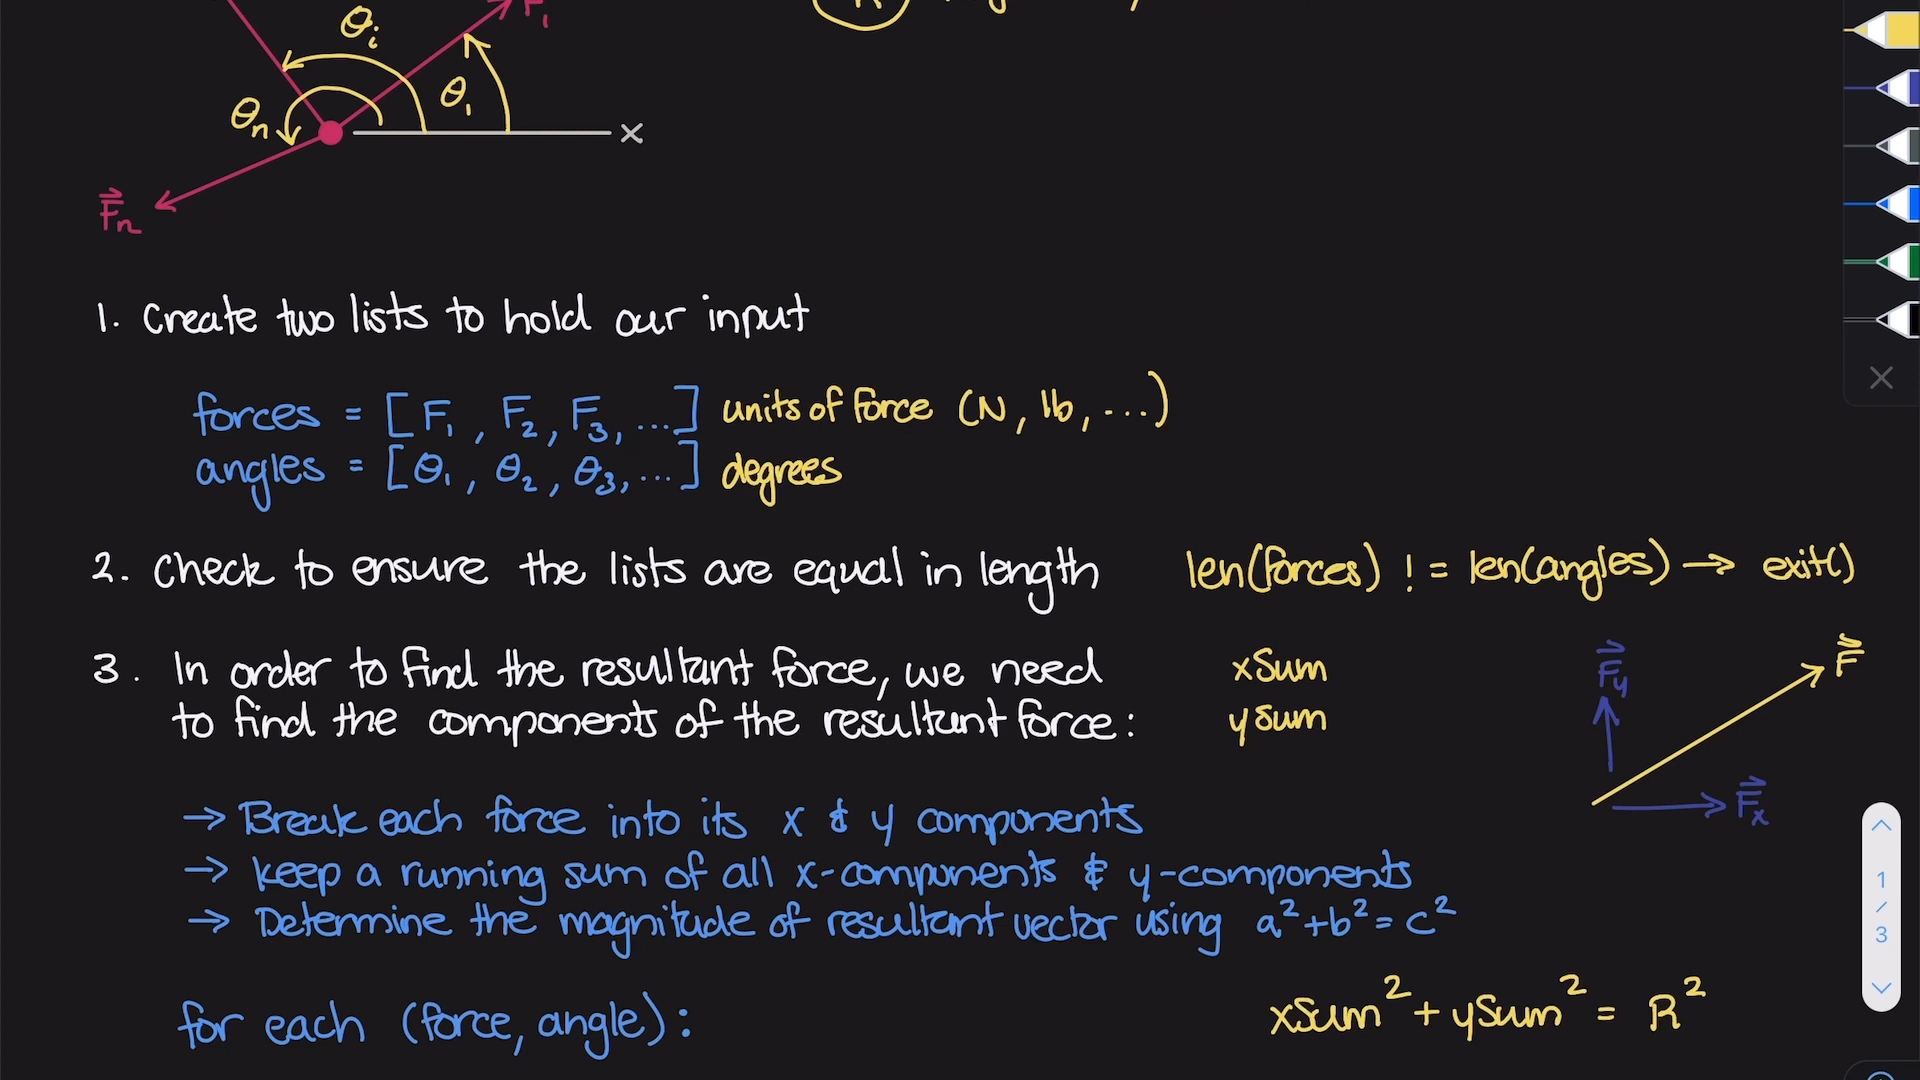 θi
F1
θ1
θn
x
Fn
1. Create two lists to hold our input
forces = [F1, F2, F3, ...] units of force (N, lb, ...)
angles = [θ1, θ2, θ3, ...] degrees
2. Check to ensure the lists are equal in length len(forces) != len(angles) → exit()
3. In order to find the resultant force, we need
to find the components of the resultant force:
xSum
ySum
Fy
F
Fx
→ Break each force into its x & y components
→ keep a running sum of all x-components & y-components
→ Determine the magnitude of resultant vector using a²+b²=c²
for each (force, angle):
xSum² + ySum² = R²
1
/
3